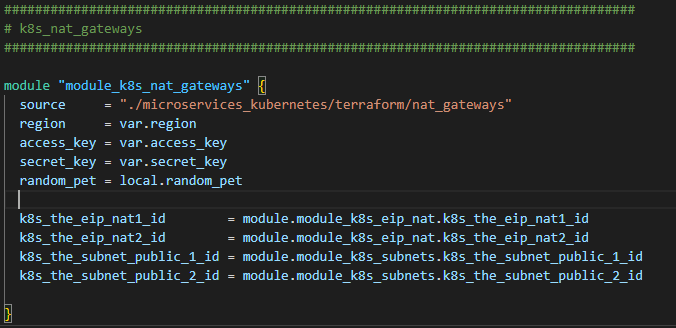 ################################################################################
# k8s_nat_gateways
################################################################################
module "module_k8s_nat_gateways" {
source = "./microservices_kubernetes/terraform/nat_gateways"
region = var.region
access_key = var.access_key
secret_key = var.secret_key
random_pet = local.random_pet
k8s_the_eip_nat1_id = module.module_k8s_eip_nat.k8s_the_eip_nat1_id
k8s_the_eip_nat2_id = module.module_k8s_eip_nat.k8s_the_eip_nat2_id
k8s_the_subnet_public_1_id = module.module_k8s_subnets.k8s_the_subnet_public_1_id
k8s_the_subnet_public_2_id = module.module_k8s_subnets.k8s_the_subnet_public_2_id
}